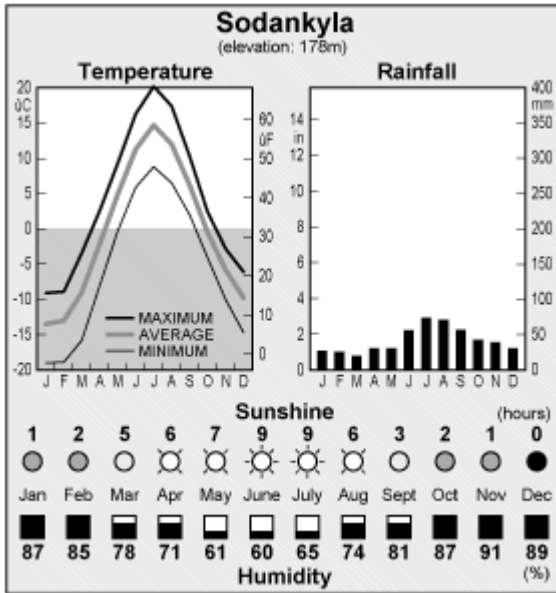 Sodankyla
(elevation: 178m)
Temperature
Rainfall
20
ûC
15
10
5
0
-5
-10
-15
-20
60
ûF
50
40
30
20
10
0
MAXIMUM
AVERAGE
MINIMUM
J F M A M J J A S O N D
14
in
12
10
8
6
4
2
0
400
mm
350
300
250
200
150
100
50
0
J F M A M J J A S O N D
Sunshine (hours)
1 2 5 6 7 9 9 6 3 2 1 0
Jan Feb Mar Apr May June July Aug Sept Oct Nov Dec
87 85 78 71 61 60 65 74 81 87 91 89
Humidity (%)